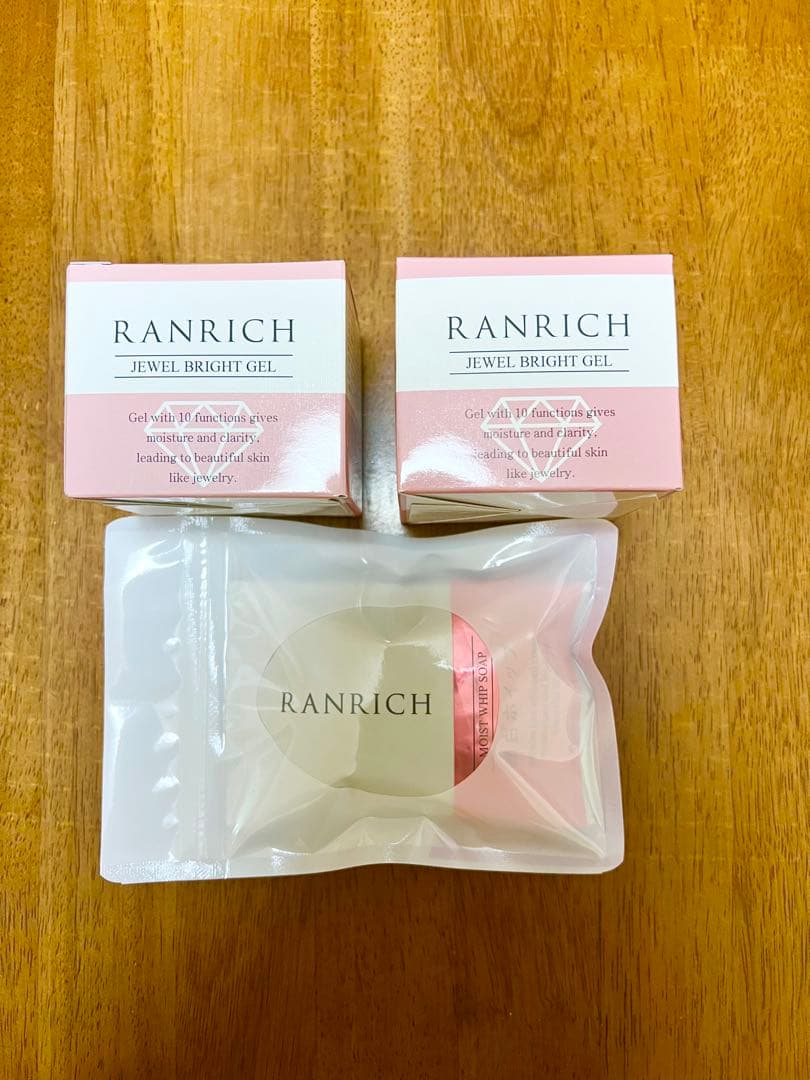 RANRICH
JEWEL BRIGHT GEL
Gel with 10 functions gives
moisture and clarity,
leading to beautiful skin
like jewelry.
RANRICH
JEWEL BRIGHT GEL
Gel with 10 functions gives
moisture and clarity,
leading to beautiful skin
like jewelry.
RANRICH
MOIST WHIP SOAP